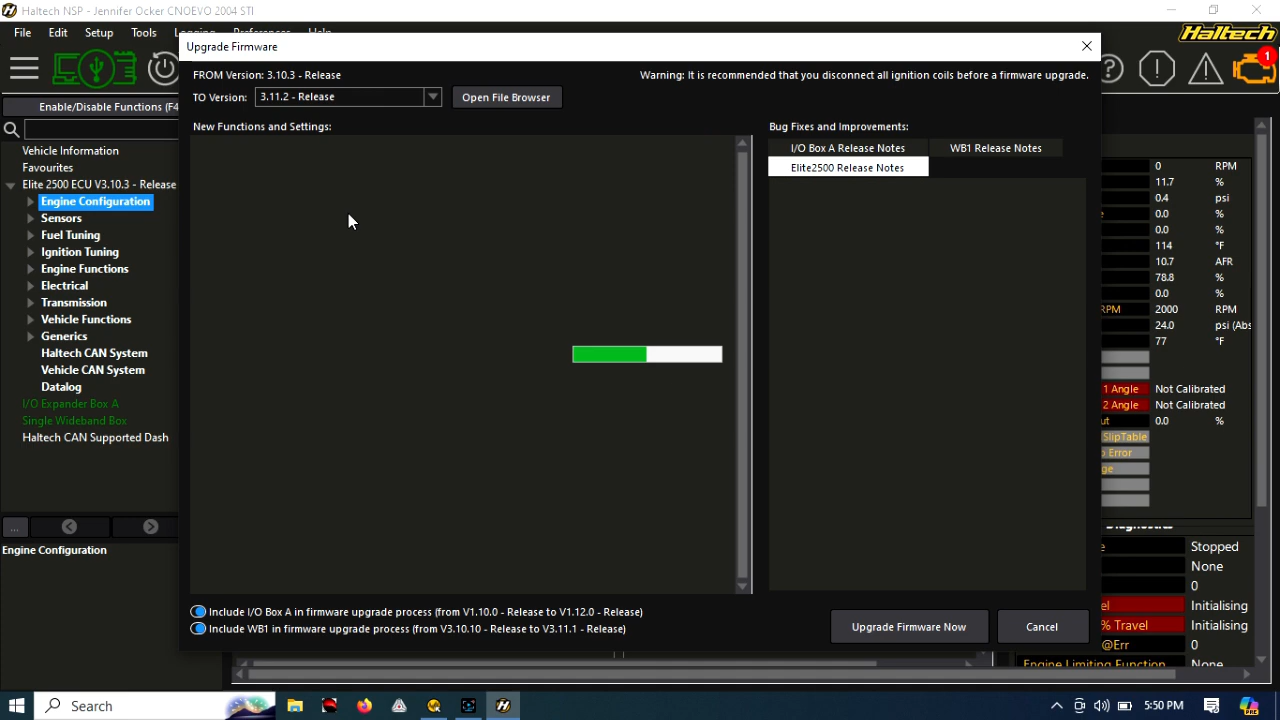 Haltech NSP - Jennifer Ocker CNOEVO 2004 STI
File Edit Setup Tools Logging Preferences Help
Haltech
Upgrade Firmware
FROM Version: 3.10.3 - Release
Warning: It is recommended that you disconnect all ignition coils before a firmware upgrade.
1
TO Version: 3.11.2 - Release Open File Browser
Enable/Disable Functions (F4
New Functions and Settings:
Bug Fixes and Improvements:
I/O Box A Release Notes WB1 Release Notes
Elite2500 Release Notes
Vehicle Information
Favourites
Elite 2500 ECU V3.10.3 - Release
Engine Configuration
Sensors
Fuel Tuning
Ignition Tuning
Engine Functions
Electrical
Transmission
Vehicle Functions
Generics
Haltech CAN System
Vehicle CAN System
Datalog
I/O Expander Box A
Single Wideband Box
Haltech CAN Supported Dash
...
Engine Configuration
0 RPM
11.7 %
0.4 psi
0.0 %
0.0 %
114 °F
10.7 AFR
78.8 %
0.0 %
RPM 2000 RPM
24.0 psi (Abs
77 °F
1 Angle Not Calibrated
2 Angle Not Calibrated
ut 0.0 %
SlipTable
Error
ge
Diagnostics
e Stopped
None
0
el Initialising
% Travel Initialising
@Err 0
Engine Limiting Function None
Include I/O Box A in firmware upgrade process (from V1.10.0 - Release to V1.12.0 - Release)
Include WB1 in firmware upgrade process (from V3.10.10 - Release to V3.11.1 - Release)
Upgrade Firmware Now Cancel
Search
5:50 PM
PRE